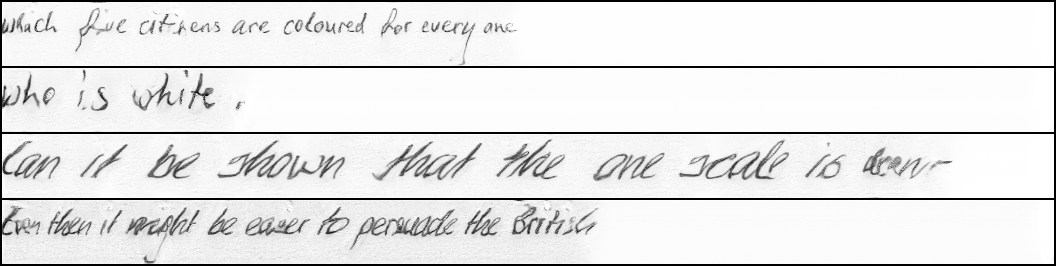 which five citizens are coloured for every one
who is white.
Can it be shown that the one scale is
Even then it might be easier to persuade the British